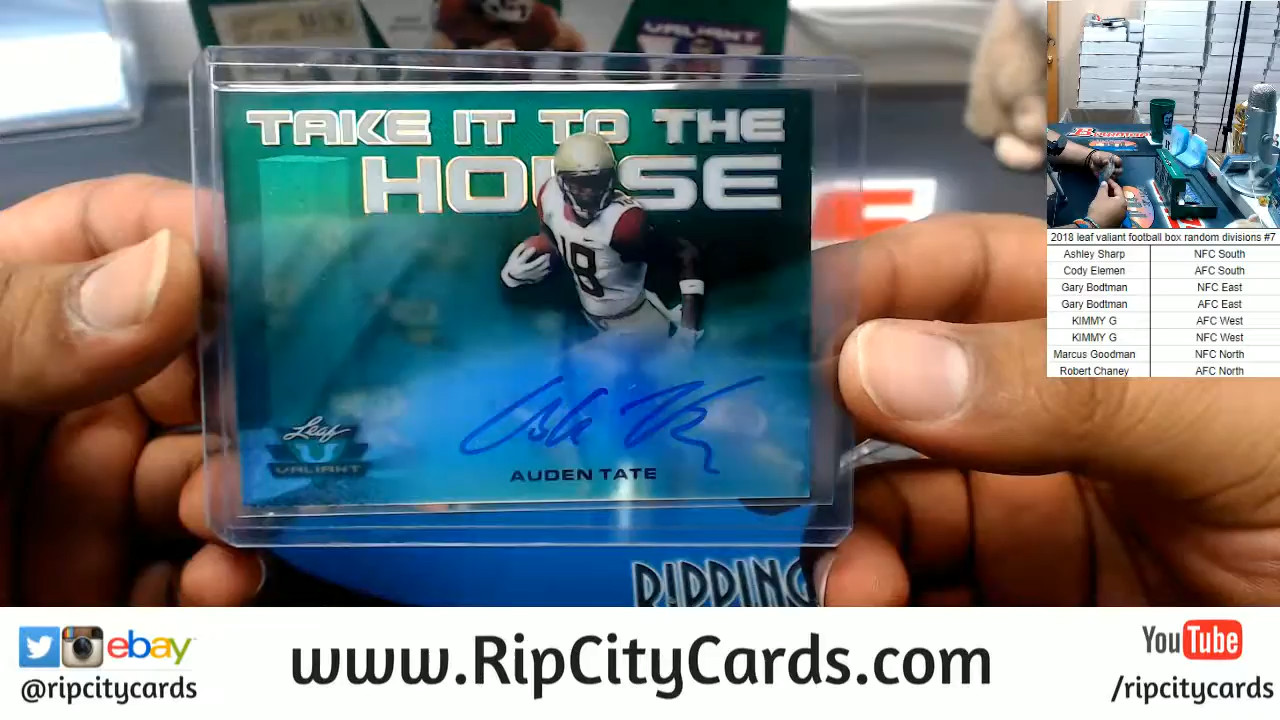 VALIANT
TAKE IT TO THE
HOUSE
18
Leaf
VALIANT
AUDEN TATE
RIPPING
2018 leaf valiant football box random divisions #7
Ashley Sharp NFC South
Cody Elemen AFC South
Gary Bodtman NFC East
Gary Bodtman AFC East
KIMMY G AFC West
KIMMY G NFC West
Marcus Goodman NFC North
Robert Chaney AFC North
ebay
@ripcitycards
www.RipCityCards.com
YouTube
/ripcitycards